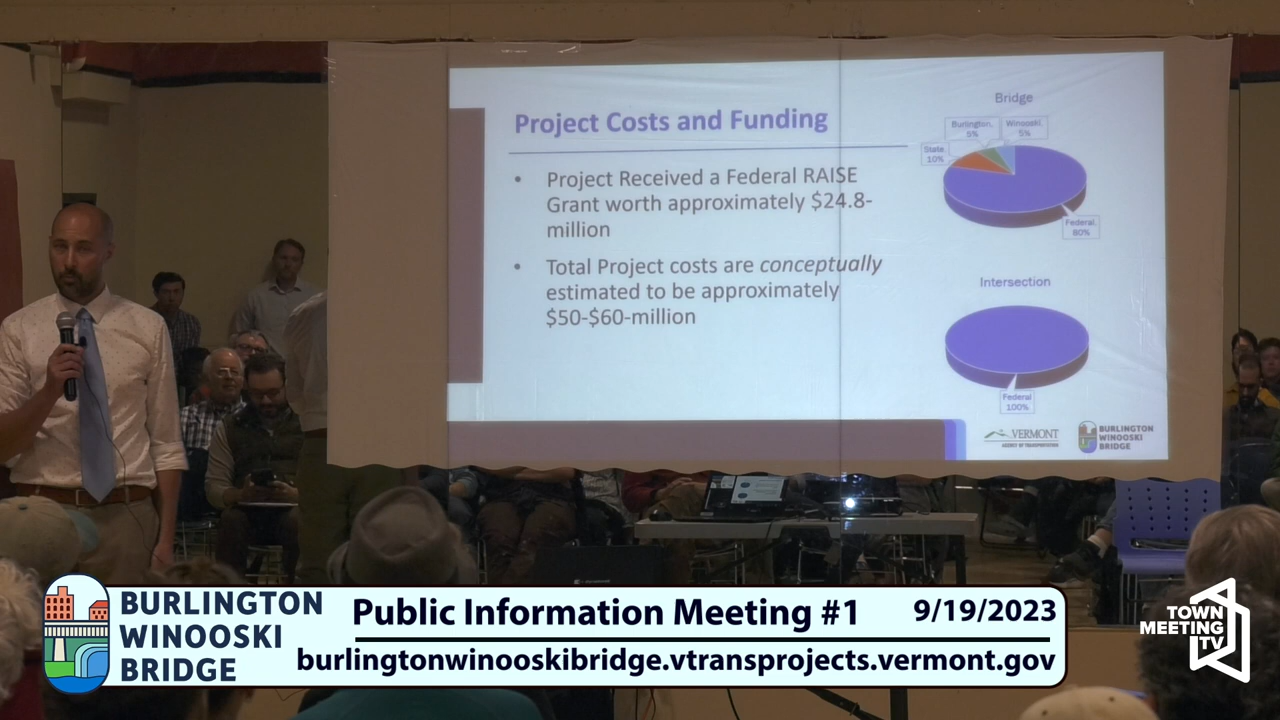 Project Costs and Funding
• Project Received a Federal RAISE
Grant worth approximately $24.8-
million
• Total Project costs are conceptually
estimated to be approximately
$50-$60-million
Bridge
Burlington,
5%
Winooski,
5%
State
10%
Federal,
80%
Intersection
Federal
100%
VERMONT
AGENCY OF TRANSPORTATION
BURLINGTON
WINOOSKI
BRIDGE
BURLINGTON
WINOOSKI
BRIDGE
Public Information Meeting #1
9/19/2023
burlingtonwinooskibridge.vtransprojects.vermont.gov
TOWN
MEETING
TV